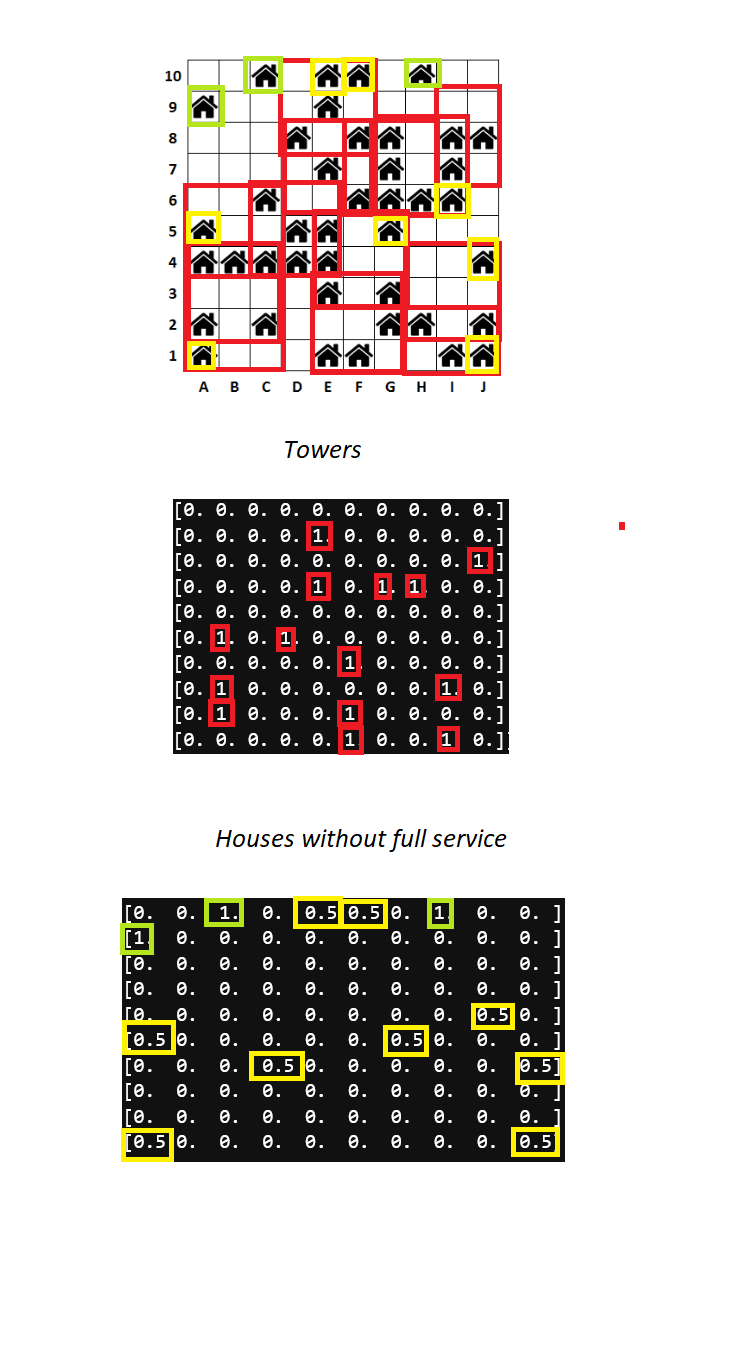 10
9
8
7
6
5
4
3
2
1
A B C D E F G H I J
Towers
[0. 0. 0. 0. 0. 0. 0. 0. 0. 0.]
[0. 0. 0. 0. 1. 0. 0. 0. 0. 0.]
[0. 0. 0. 0. 0. 0. 0. 0. 0. 1.]
[0. 0. 0. 0. 1. 0. 1. 1. 0. 0.]
[0. 0. 0. 0. 0. 0. 0. 0. 0. 0.]
[0. 1. 0. 1. 0. 0. 0. 0. 0. 0.]
[0. 0. 0. 0. 0. 1. 0. 0. 0. 0.]
[0. 1. 0. 0. 0. 0. 0. 0. 1. 0.]
[0. 1. 0. 0. 0. 1. 0. 0. 0. 0.]
[0. 0. 0. 0. 0. 1. 0. 0. 1. 0.]]
Houses without full service
[0. 0. 1. 0. 0.5 0.5 0. 1. 0. 0. ]
[1. 0. 0. 0. 0. 0. 0. 0. 0. 0. ]
[0. 0. 0. 0. 0. 0. 0. 0. 0. 0. ]
[0. 0. 0. 0. 0. 0. 0. 0. 0. 0. ]
[0. 0. 0. 0. 0. 0. 0. 0. 0.5 0. ]
[0.5 0. 0. 0. 0. 0. 0.5 0. 0. 0. ]
[0. 0. 0. 0.5 0. 0. 0. 0. 0. 0.5]
[0. 0. 0. 0. 0. 0. 0. 0. 0. 0. ]
[0. 0. 0. 0. 0. 0. 0. 0. 0. 0. ]
[0.5 0. 0. 0. 0. 0. 0. 0. 0. 0.5]